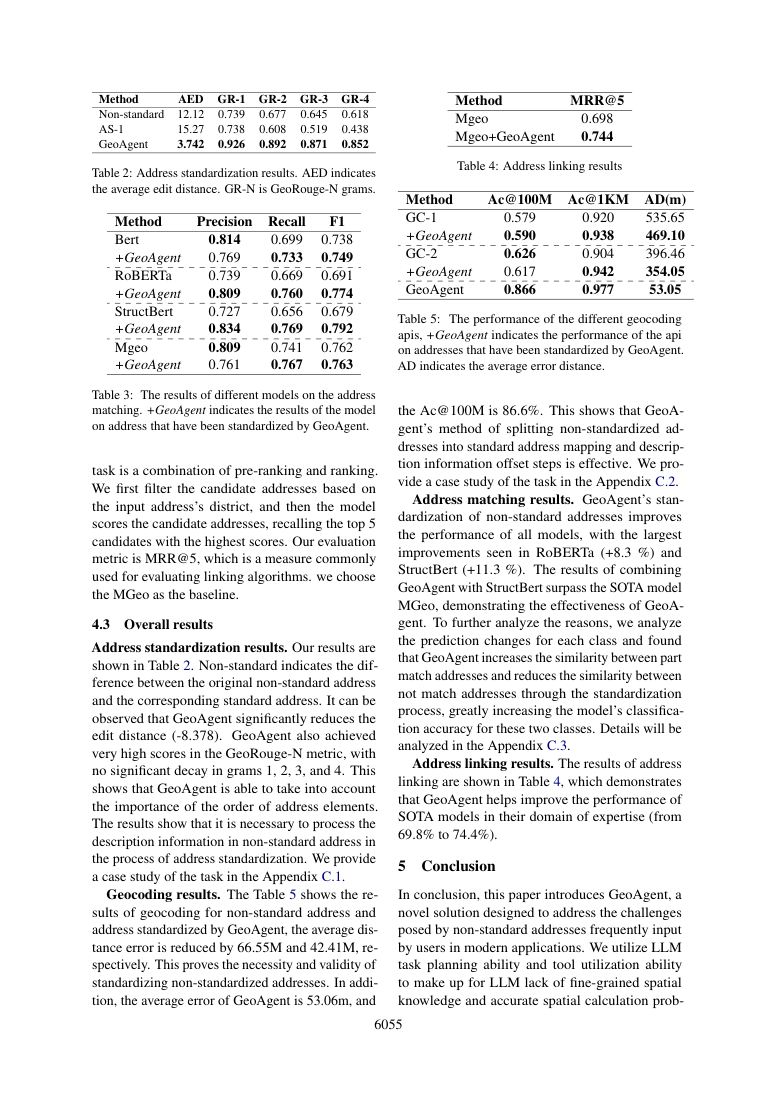 Method AED GR-1 GR-2 GR-3 GR-4
Non-standard 12.12 0.739 0.677 0.645 0.618
AS-1 15.27 0.738 0.608 0.519 0.438
GeoAgent 3.742 0.926 0.892 0.871 0.852
Table 2: Address standardization results. AED indicates
the average edit distance. GR-N is GeoRouge-N grams.
Method Precision Recall F1
Bert 0.814 0.699 0.738
+GeoAgent 0.769 0.733 0.749
RoBERTa 0.739 0.669 0.691
+GeoAgent 0.809 0.760 0.774
StructBert 0.727 0.656 0.679
+GeoAgent 0.834 0.769 0.792
Mgeo 0.809 0.741 0.762
+GeoAgent 0.761 0.767 0.763
Table 3: The results of different models on the address
matching. +GeoAgent indicates the results of the model
on address that have been standardized by GeoAgent.
task is a combination of pre-ranking and ranking.
We first filter the candidate addresses based on
the input address's district, and then the model
scores the candidate addresses, recalling the top 5
candidates with the highest scores. Our evaluation
metric is MRR@5, which is a measure commonly
used for evaluating linking algorithms. we choose
the MGeo as the baseline.
4.3 Overall results
Address standardization results. Our results are
shown in Table 2. Non-standard indicates the dif-
ference between the original non-standard address
and the corresponding standard address. It can be
observed that GeoAgent significantly reduces the
edit distance (-8.378). GeoAgent also achieved
very high scores in the GeoRouge-N metric, with
no significant decay in grams 1, 2, 3, and 4. This
shows that GeoAgent is able to take into account
the importance of the order of address elements.
The results show that it is necessary to process the
description information in non-standard address in
the process of address standardization. We provide
a case study of the task in the Appendix C.1.
Geocoding results. The Table 5 shows the re-
sults of geocoding for non-standard address and
address standardized by GeoAgent, the average dis-
tance error is reduced by 66.55M and 42.41M, re-
spectively. This proves the necessity and validity of
standardizing non-standardized addresses. In addi-
tion, the average error of GeoAgent is 53.06m, and
Method MRR@5
Mgeo 0.698
Mgeo+GeoAgent 0.744
Table 4: Address linking results
Method Ac@100M Ac@1KM AD(m)
GC-1 0.579 0.920 535.65
+GeoAgent 0.590 0.938 469.10
GC-2 0.626 0.904 396.46
+GeoAgent 0.617 0.942 354.05
GeoAgent 0.866 0.977 53.05
Table 5: The performance of the different geocoding
apis, +GeoAgent indicates the performance of the api
on addresses that have been standardized by GeoAgent.
AD indicates the average error distance.
the Ac@100M is 86.6%. This shows that GeoA-
gent's method of splitting non-standardized ad-
dresses into standard address mapping and descrip-
tion information offset steps is effective. We pro-
vide a case study of the task in the Appendix C.2.
Address matching results. GeoAgent's stan-
dardization of non-standard addresses improves
the performance of all models, with the largest
improvements seen in RoBERTa (+8.3 %) and
StructBert (+11.3 %). The results of combining
GeoAgent with StructBert surpass the SOTA model
MGeo, demonstrating the effectiveness of GeoA-
gent. To further analyze the reasons, we analyze
the prediction changes for each class and found
that GeoAgent increases the similarity between part
match addresses and reduces the similarity between
not match addresses through the standardization
process, greatly increasing the model's classifica-
tion accuracy for these two classes. Details will be
analyzed in the Appendix C.3.
Address linking results. The results of address
linking are shown in Table 4, which demonstrates
that GeoAgent helps improve the performance of
SOTA models in their domain of expertise (from
69.8% to 74.4%).
5 Conclusion
In conclusion, this paper introduces GeoAgent, a
novel solution designed to address the challenges
posed by non-standard addresses frequently input
by users in modern applications. We utilize LLM
task planning ability and tool utilization ability
to make up for LLM lack of fine-grained spatial
knowledge and accurate spatial calculation prob-
6055